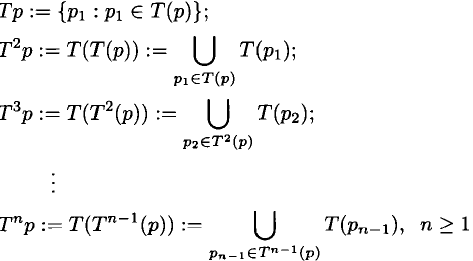 Tp := {p₁ : p₁ ∈ T(p)};
T²p := T(T(p)) := ⋃_{p₁∈T(p)} T(p₁);
T³p := T(T²(p)) := ⋃_{p₂∈T²(p)} T(p₂);
⋮
Tⁿp := T(Tⁿ⁻¹(p)) := ⋃_{pₙ₋₁∈Tⁿ⁻¹(p)} T(pₙ₋₁), n ≥ 1